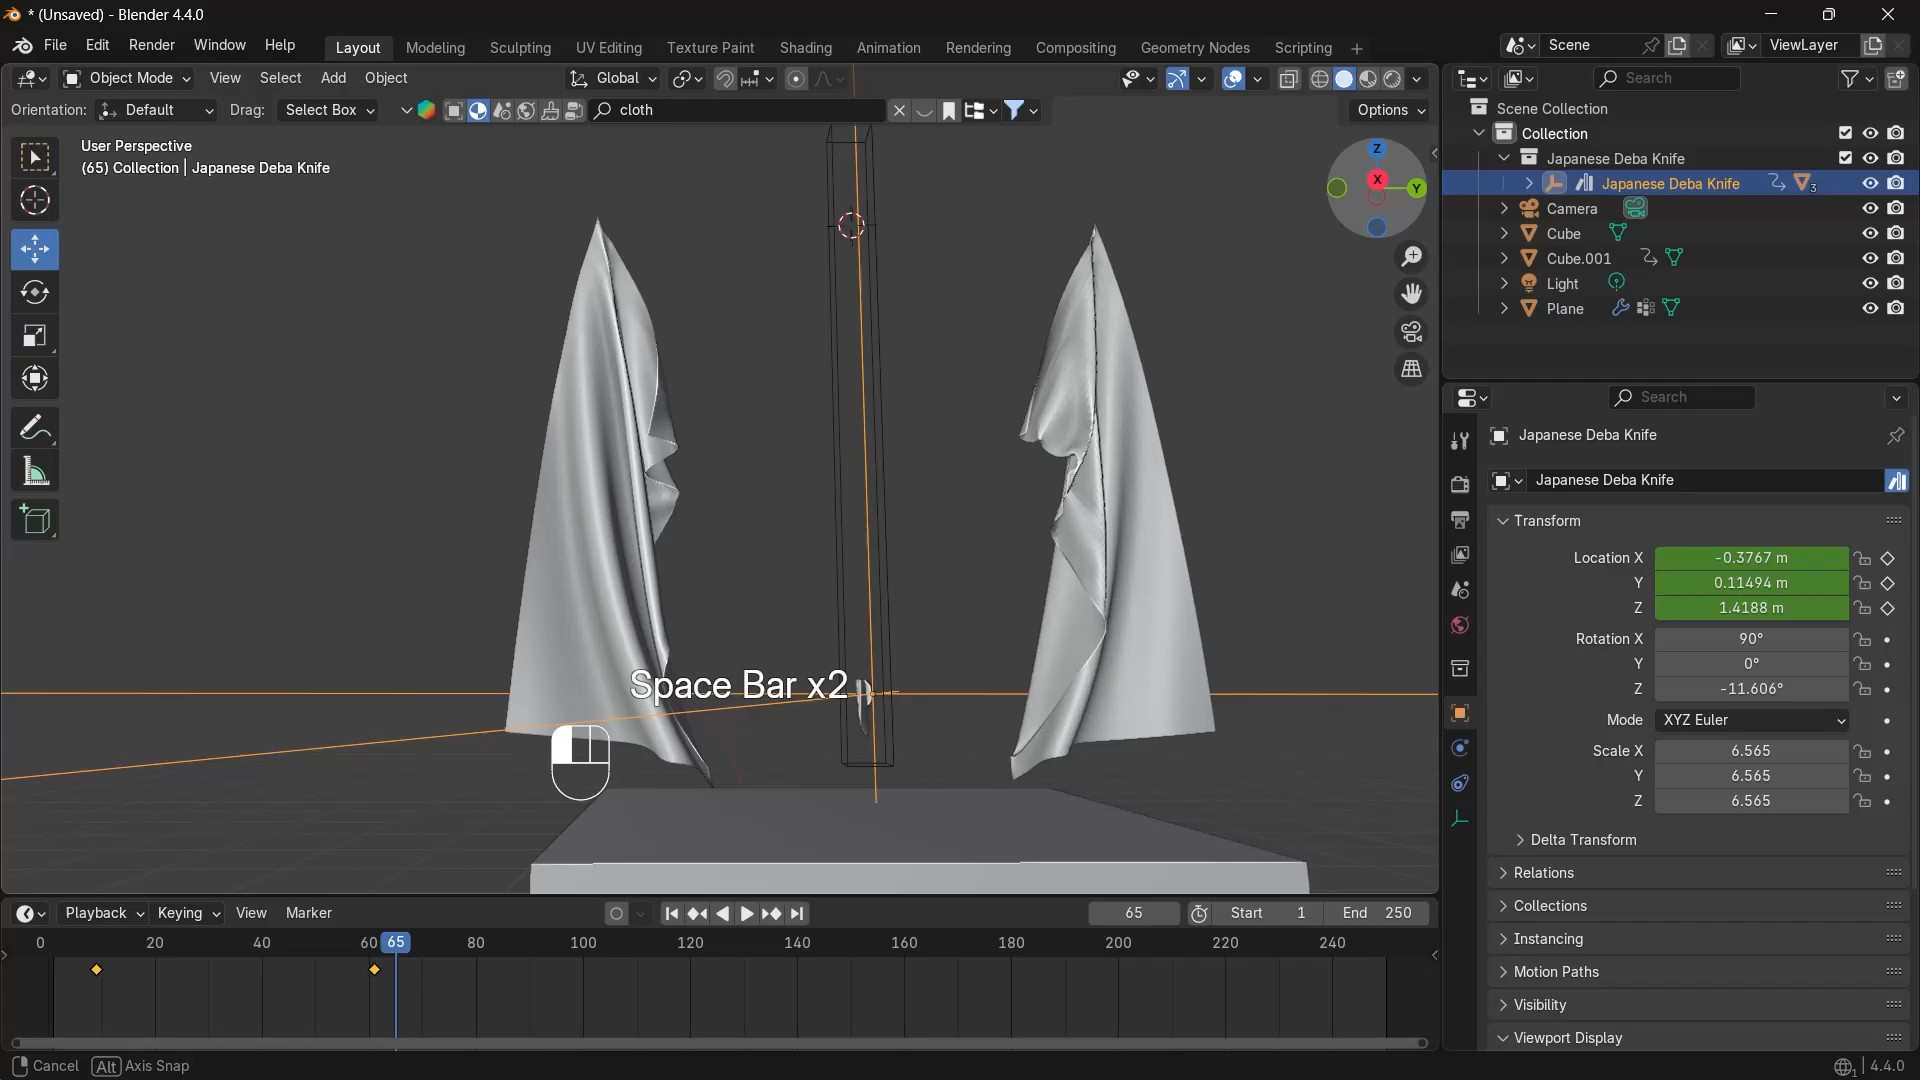 * (Unsaved) - Blender 4.4.0
File Edit Render Window Help
Layout Modeling Sculpting UV Editing Texture Paint Shading Animation Rendering Compositing Geometry Nodes Scripting +
Scene
ViewLayer
Object Mode View Select Add Object
Global
Search
Orientation: Default Drag: Select Box
cloth
Options
User Perspective
(65) Collection | Japanese Deba Knife
Z
X
Y
Scene Collection
Collection
Japanese Deba Knife
Japanese Deba Knife 3
Camera
Cube
Cube.001
Light
Plane
Search
Japanese Deba Knife
Japanese Deba Knife
Transform
Location X -0.3767 m
Y 0.11494 m
Z 1.4188 m
Rotation X 90°
Y 0°
Z -11.606°
Mode XYZ Euler
Scale X 6.565
Y 6.565
Z 6.565
Delta Transform
Relations
Collections
Instancing
Motion Paths
Visibility
Viewport Display
Space Bar x2
Playback Keying View Marker
65 Start 1 End 250
0 20 40 60 65 80 100 120 140 160 180 200 220 240
Cancel Alt Axis Snap
1 4.4.0